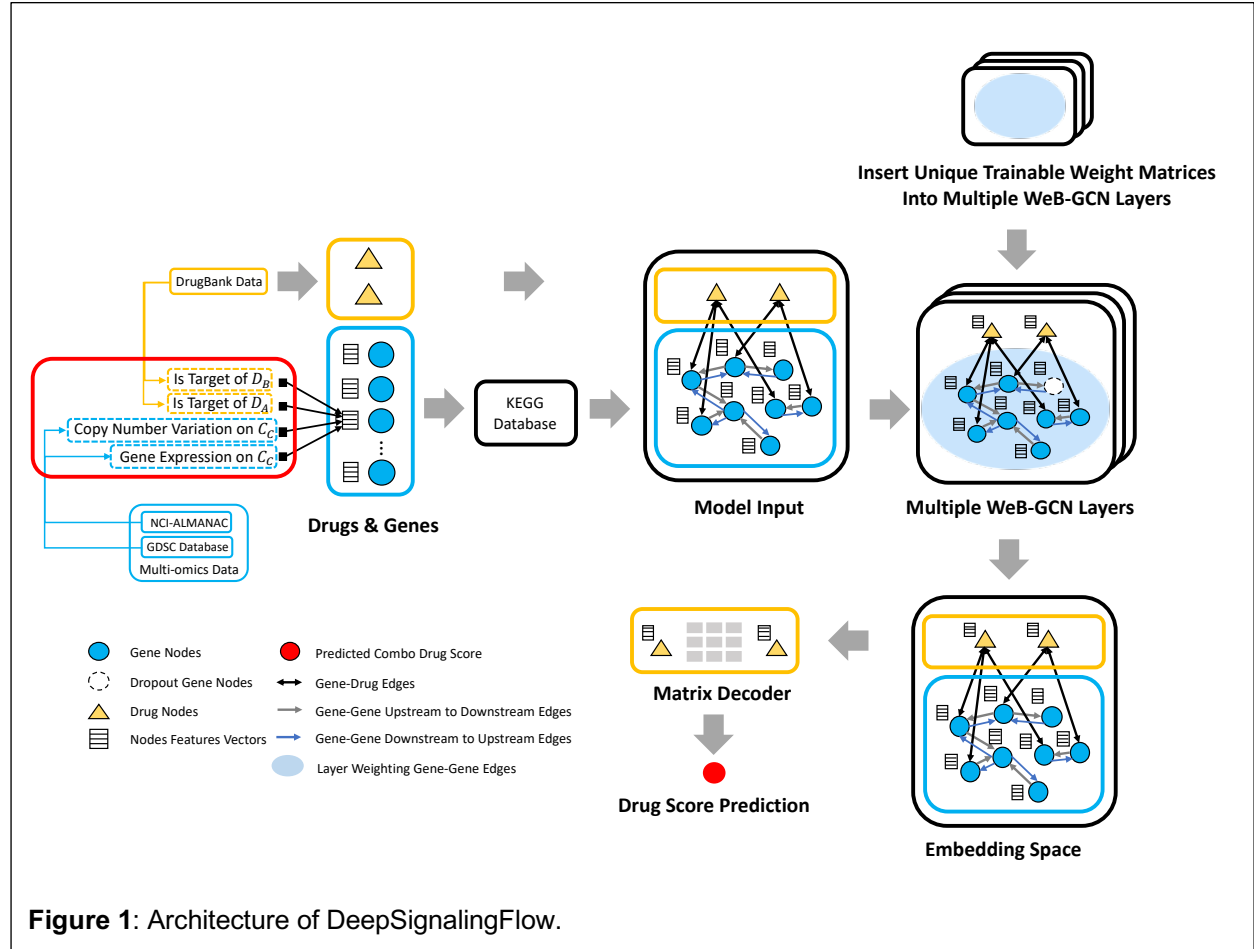 Insert Unique Trainable Weight Matrices
Into Multiple WeB-GCN Layers
DrugBank Data
Is Target of D_B
Is Target of D_A
Copy Number Variation on C_C
Gene Expression on C_C
NCI-ALMANAC
GDSC Database
Multi-omics Data
Drugs & Genes
KEGG
Database
Model Input
Multiple WeB-GCN Layers
Gene Nodes
Dropout Gene Nodes
Drug Nodes
Nodes Features Vectors
Predicted Combo Drug Score
Gene-Drug Edges
Gene-Gene Upstream to Downstream Edges
Gene-Gene Downstream to Upstream Edges
Layer Weighting Gene-Gene Edges
Matrix Decoder
Drug Score Prediction
Embedding Space
Figure 1: Architecture of DeepSignalingFlow.